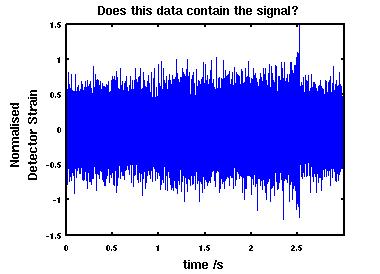 Does this data contain the signal?
Normalised
Detector Strain
1.5
1
0.5
0
-0.5
-1
-1.5
0 0.5 1 1.5 2 2.5
time /s